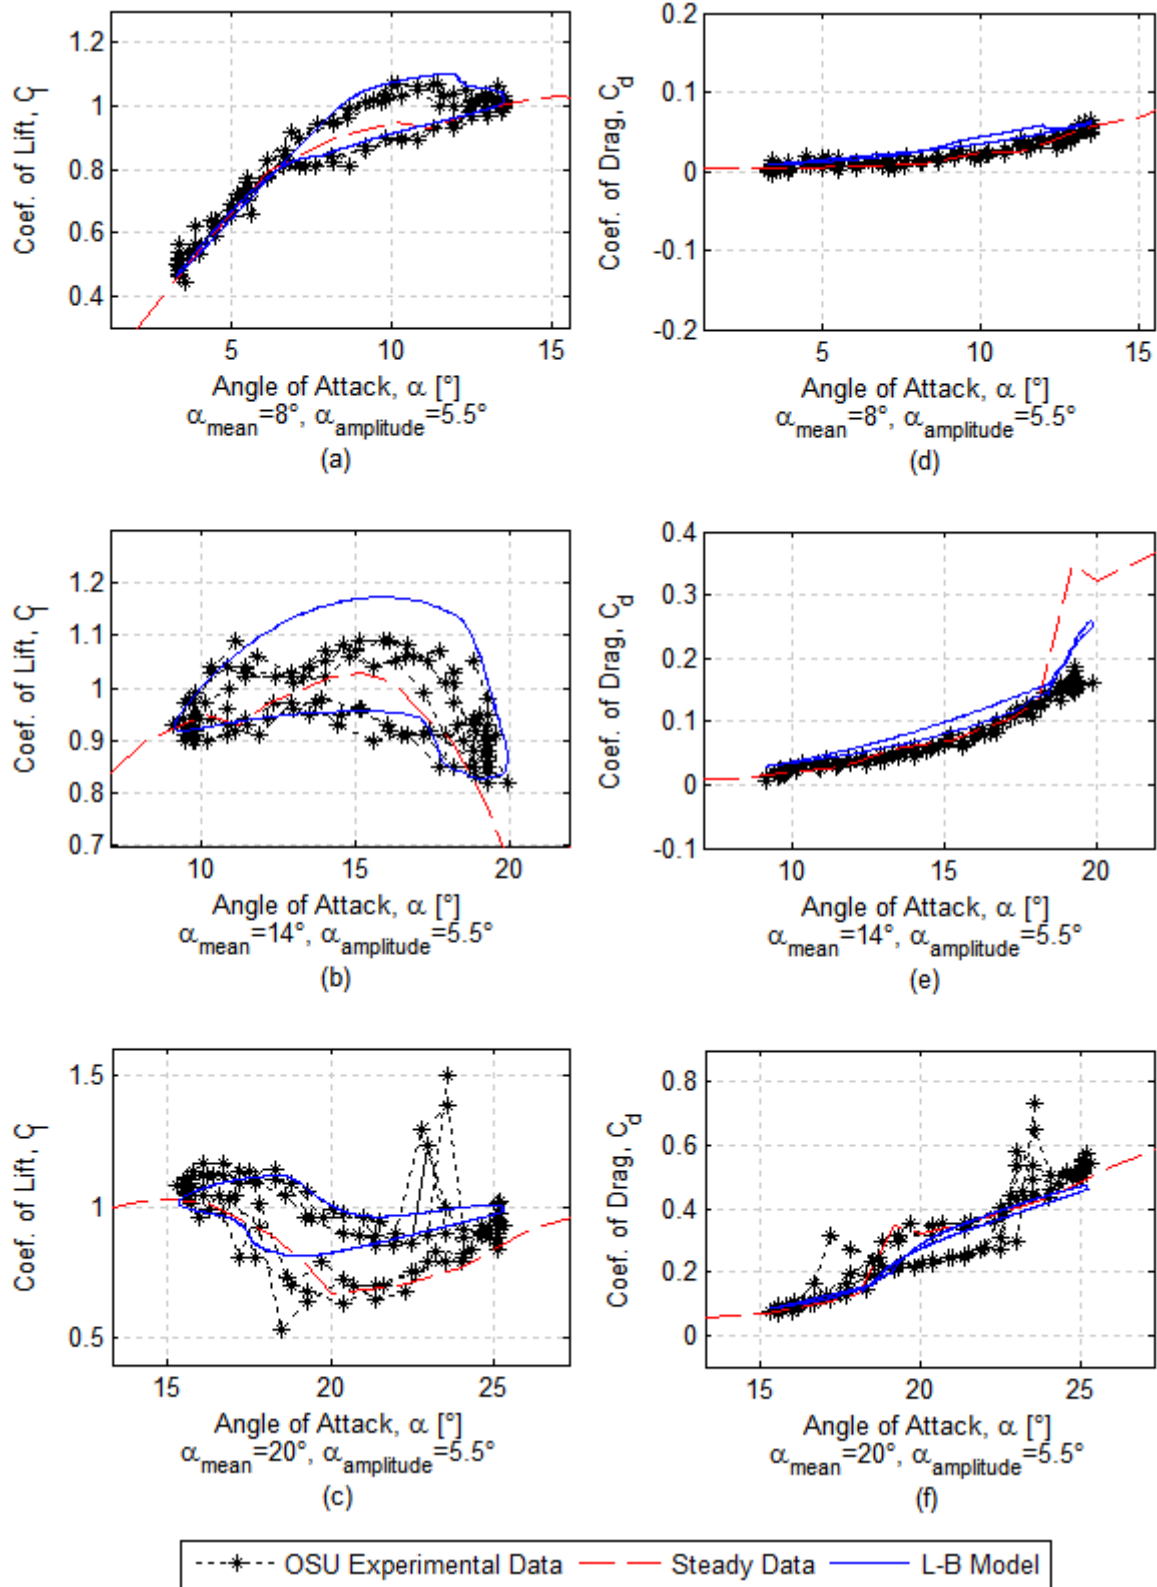 Coef. of Lift, Cl
1.2
1
0.8
0.6
0.4
5
10
15
Angle of Attack, α [°]
αmean=8°, αamplitude=5.5°
(a)
Coef. of Drag, Cd
0.2
0.1
0
-0.1
-0.2
5
10
15
Angle of Attack, α [°]
αmean=8°, αamplitude=5.5°
(d)
Coef. of Lift, Cl
1.2
1.1
1
0.9
0.8
0.7
10
15
20
Angle of Attack, α [°]
αmean=14°, αamplitude=5.5°
(b)
Coef. of Drag, Cd
0.4
0.3
0.2
0.1
0
-0.1
10
15
20
Angle of Attack, α [°]
αmean=14°, αamplitude=5.5°
(e)
Coef. of Lift, Cl
1.5
1
0.5
15
20
25
Angle of Attack, α [°]
αmean=20°, αamplitude=5.5°
(c)
Coef. of Drag, Cd
0.8
0.6
0.4
0.2
0
15
20
25
Angle of Attack, α [°]
αmean=20°, αamplitude=5.5°
(f)
OSU Experimental Data
Steady Data
L-B Model